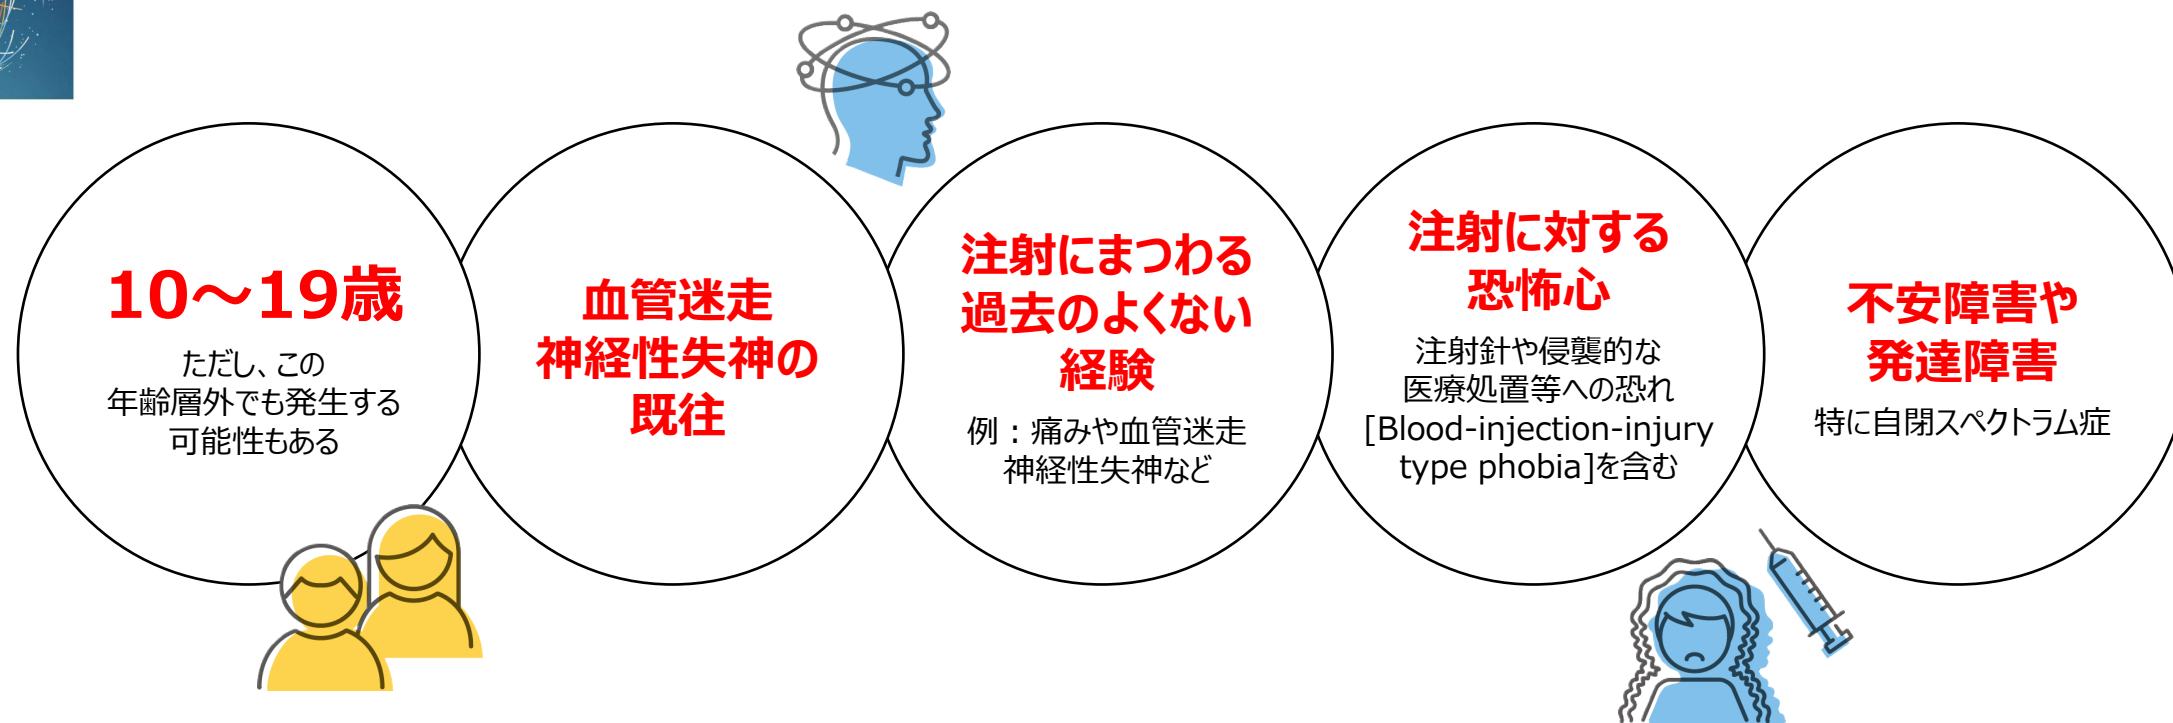 10～19歳
ただし、この
年齢層外でも発生する
可能性もある
血管迷走
神経性失神の
既往
注射にまつわる
過去のよくない
経験
例：痛みや血管迷走
神経性失神など
注射に対する
恐怖心
注射針や侵襲的な
医療処置等への恐れ
[Blood-injection-injury
type phobia]を含む
不安障害や
発達障害
特に自閉スペクトラム症